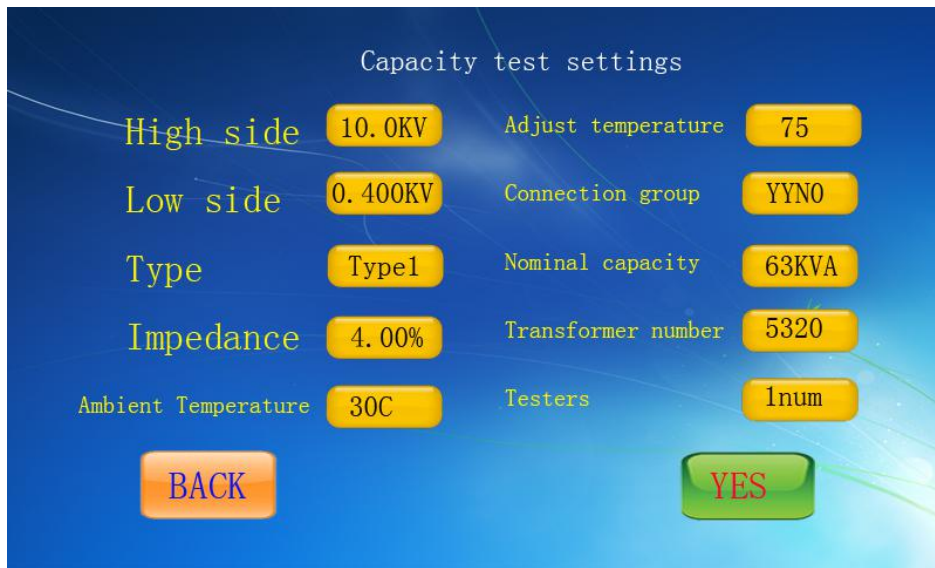 Capacity test settings
High side 10.0KV Adjust temperature 75
Low side 0.400KV Connection group YYN0
Type Type1 Nominal capacity 63KVA
Impedance 4.00% Transformer number 5320
Ambient Temperature 30C Testers 1num
BACK YES